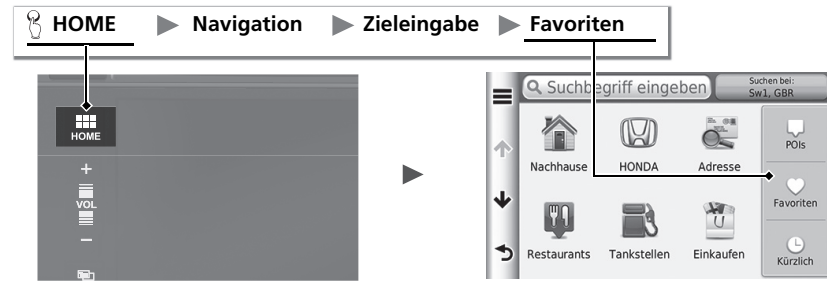 HOME Navigation Zieleingabe Favoriten
HOME
+
VOL
−
Suchbegriff eingeben
Suchen bei:
Sw1, GBR
Nachhause HONDA Adresse
POIs
Favoriten
Restaurants Tankstellen Einkaufen
Kürzlich